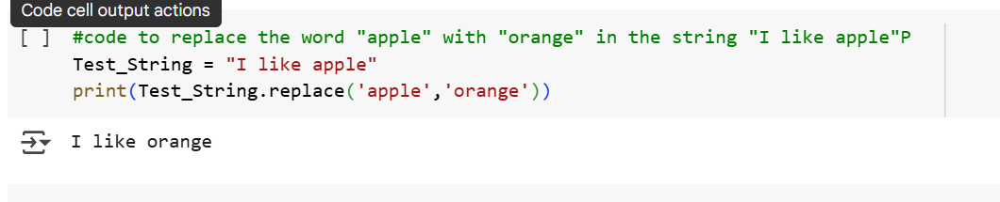 Code cell output actions
[ ] #code to replace the word "apple" with "orange" in the string "I like apple"P
Test_String = "I like apple"
print(Test_String.replace('apple','orange'))
I like orange